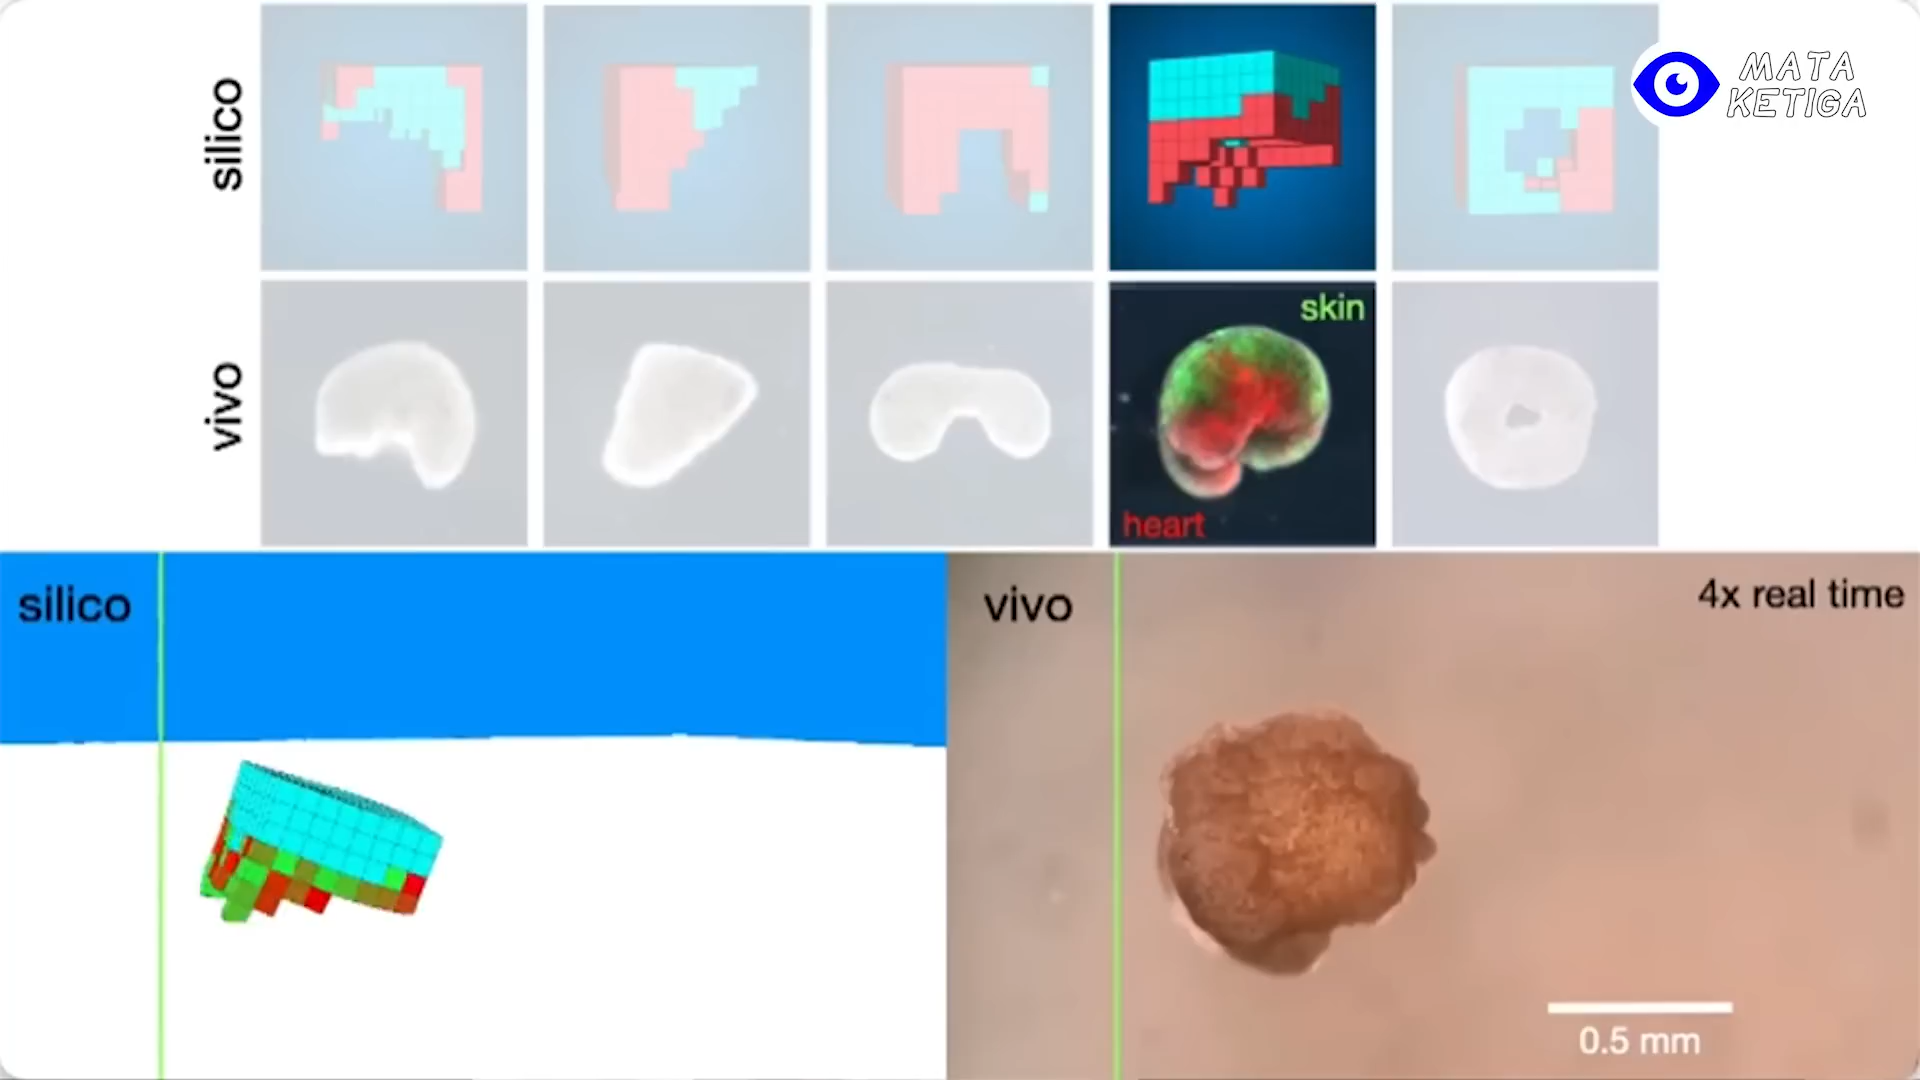 silico
MATA
KETIGA
vivo
skin
heart
silico
vivo
4x real time
0.5 mm